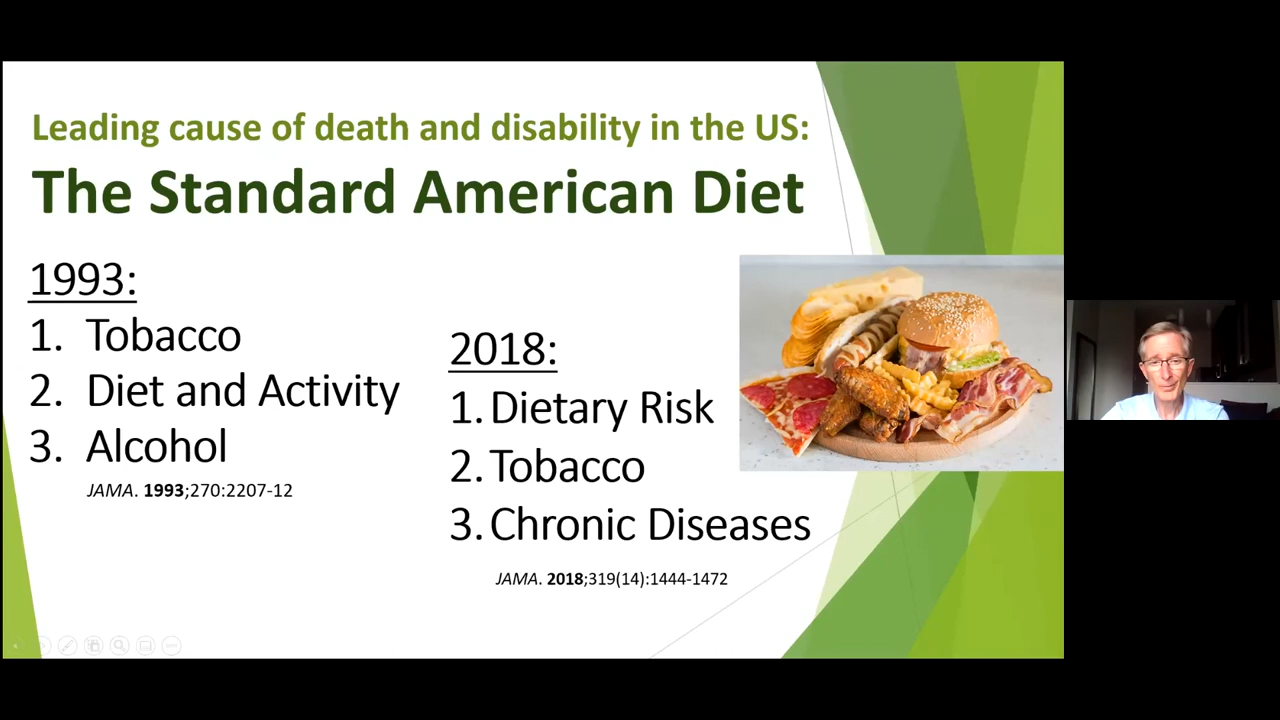 Leading cause of death and disability in the US:
The Standard American Diet
1993:
1. Tobacco
2. Diet and Activity
3. Alcohol
JAMA. 1993;270:2207-12
2018:
1. Dietary Risk
2. Tobacco
3. Chronic Diseases
JAMA. 2018;319(14):1444-1472